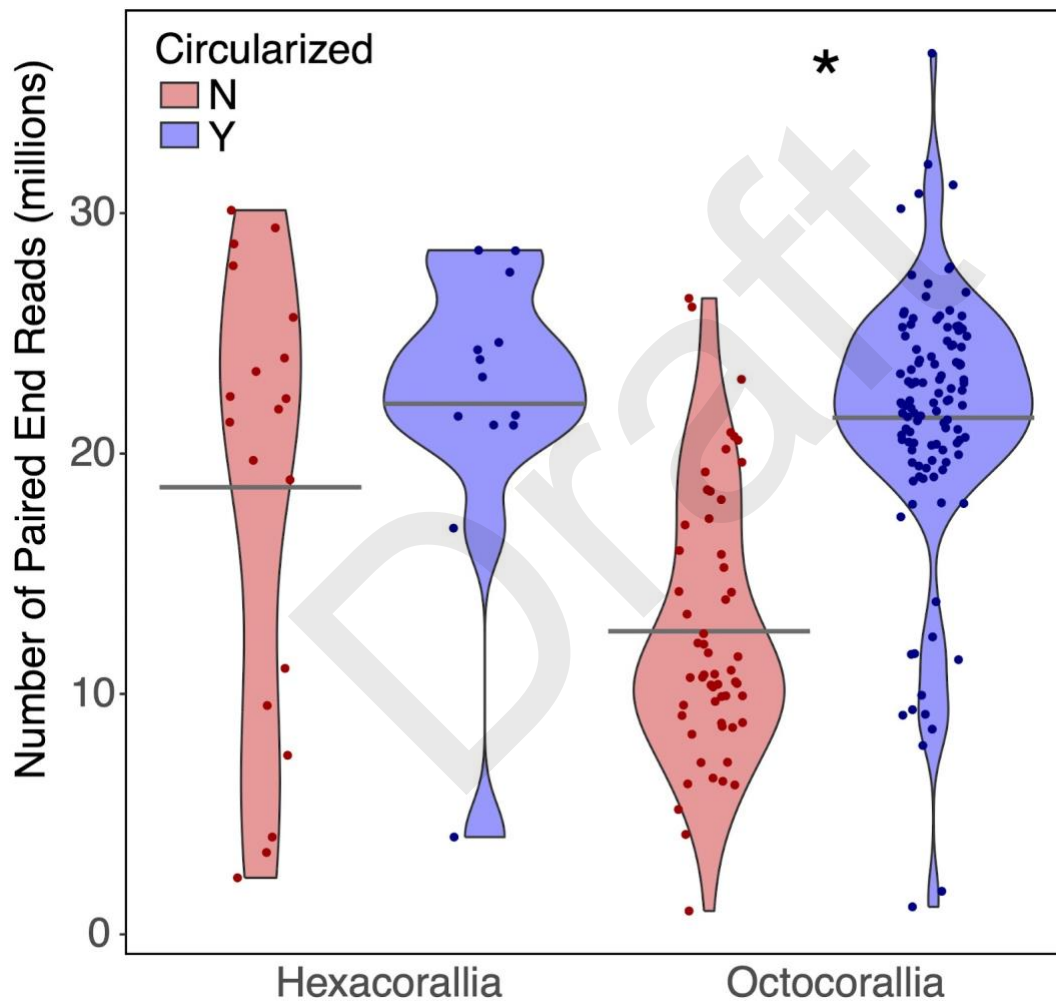 Circularized
N
Y
*
Number of Paired End Reads (millions)
30
20
10
0
Hexacorallia
Octocorallia
Draft